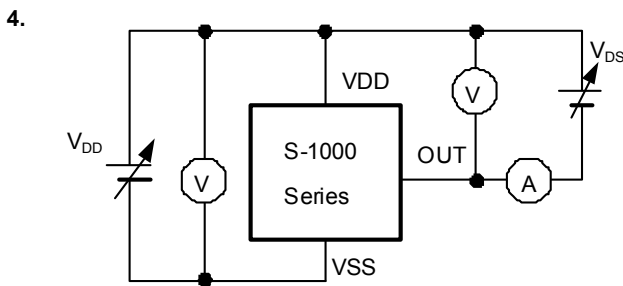 4.
VDS
VDD
V
VDD
S-1000
OUT
V
Series
A
VSS